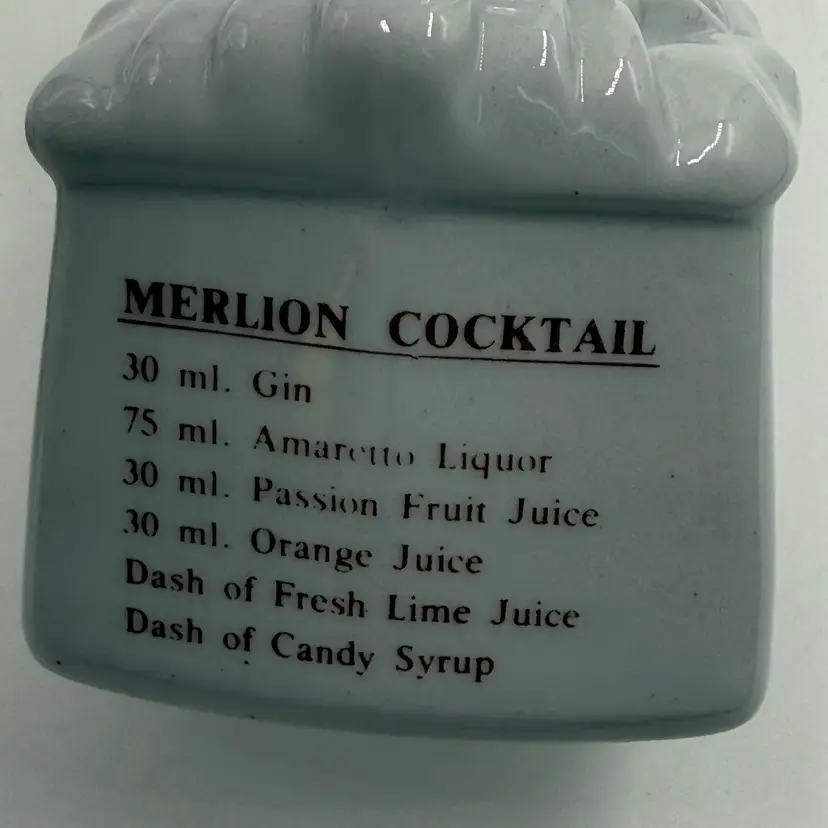 MERLION COCKTAIL
30 ml. Gin
75 ml. Amaretto Liquor
30 ml. Passion Fruit Juice
30 ml. Orange Juice
Dash of Fresh Lime Juice
Dash of Candy Syrup